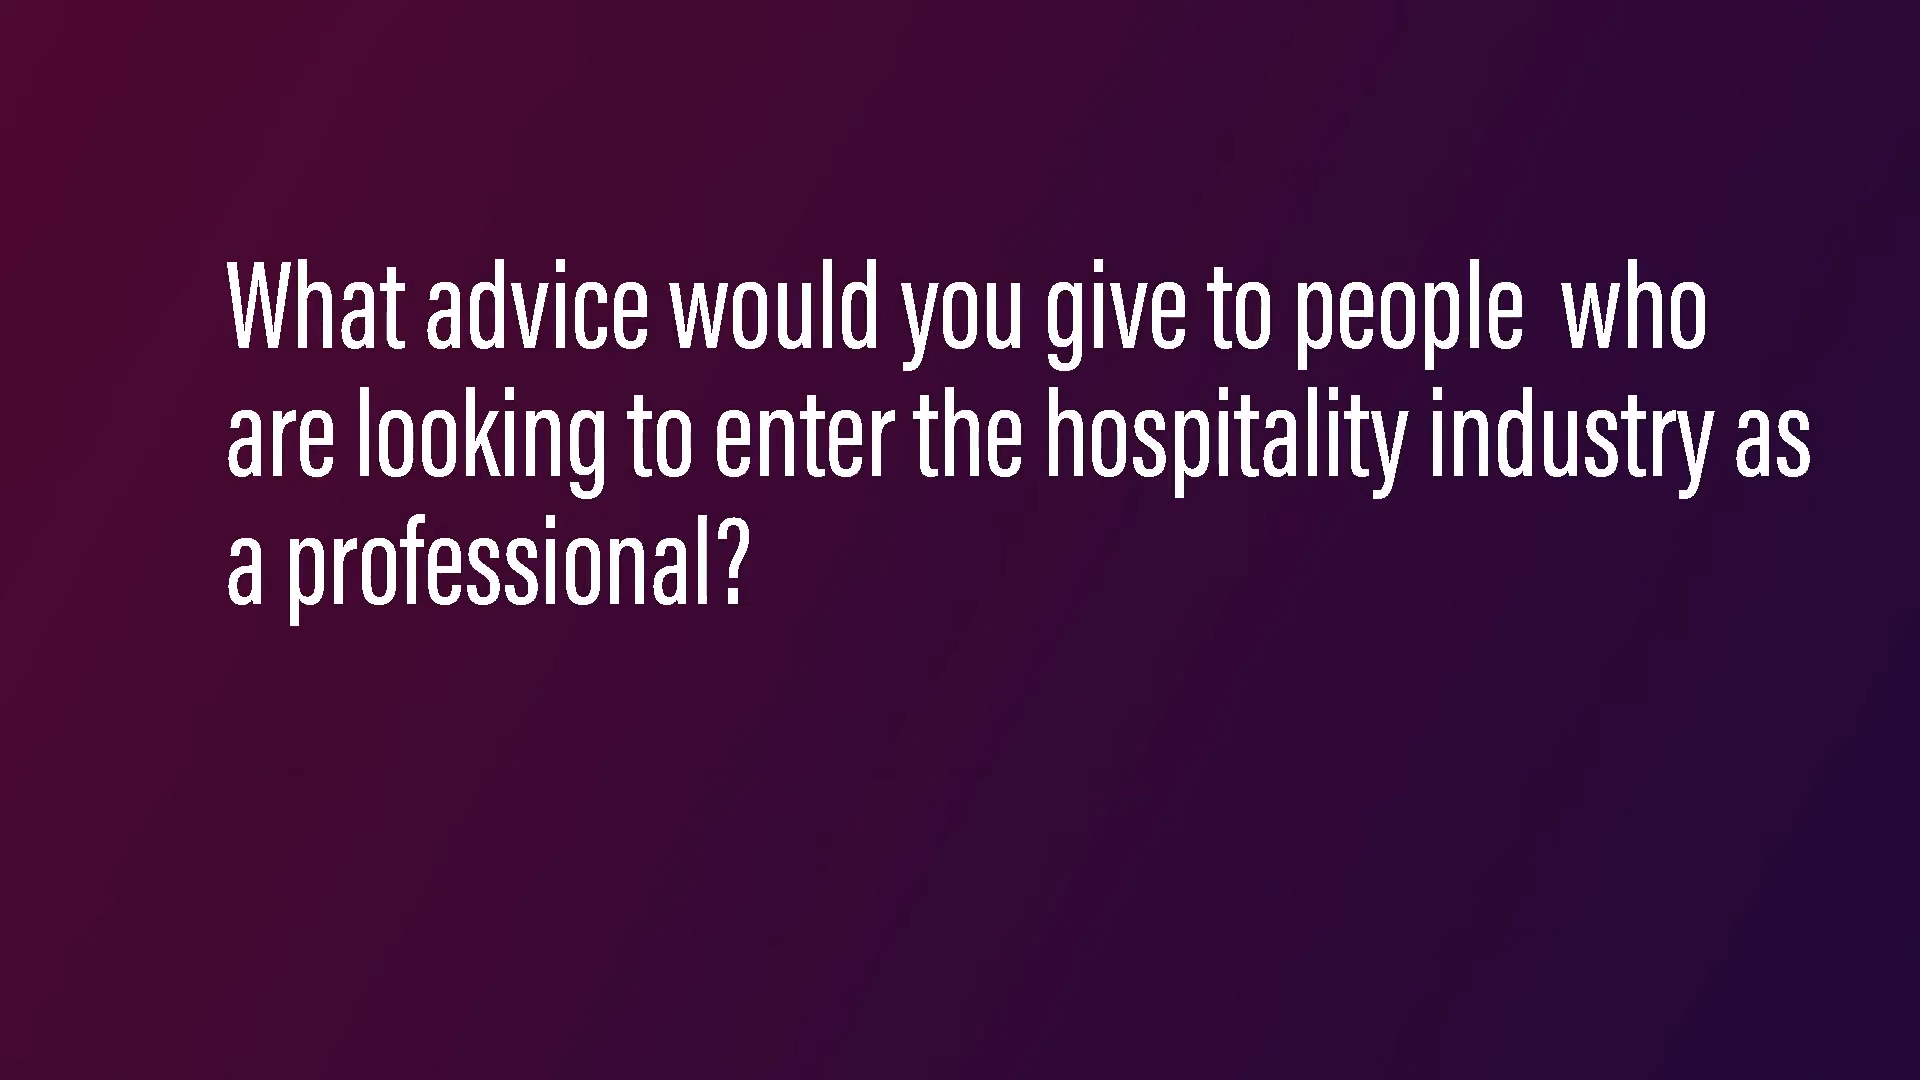 What advice would you give to people  who
are looking to enter the hospitality industry as
a professional?